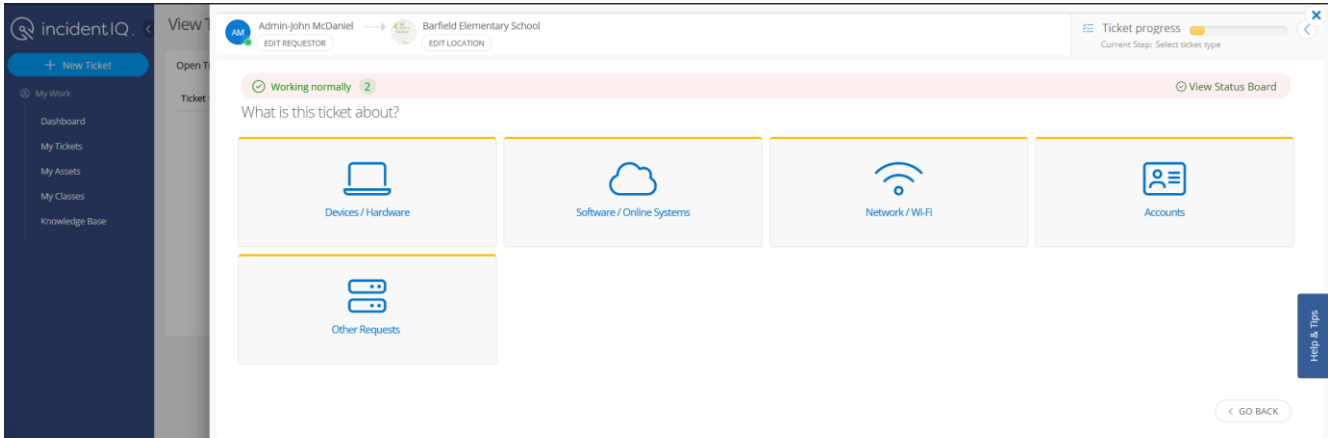 incidentIQ.
+ New Ticket
My Work
Dashboard
My Tickets
My Assets
My Classes
Knowledge Base
View T
Open Ti
Ticket
AM
Admin-John McDaniel
EDIT REQUESTOR
Barfield Elementary School
EDIT LOCATION
Ticket progress
Current Step: Select ticket type
Working normally 2
View Status Board
What is this ticket about?
Devices / Hardware
Software / Online Systems
Network / Wi-Fi
Accounts
Other Requests
Help & Tips
< GO BACK